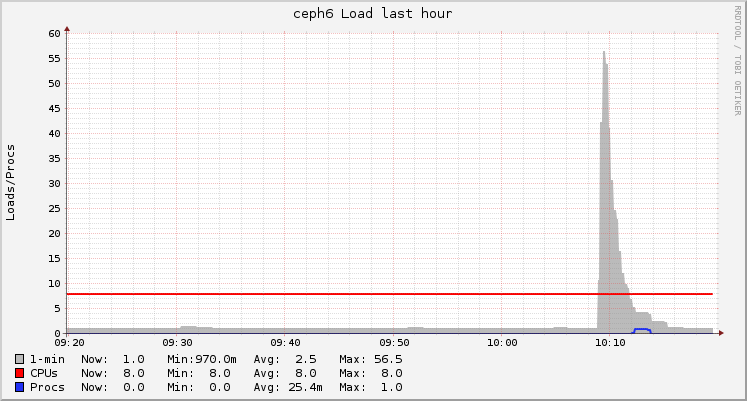 ceph6 Load last hour
RRDTOOL / TOBI OETIKER
Loads/Procs
60
55
50
45
40
35
30
25
20
15
10
5
0
09:20 09:30 09:40 09:50 10:00 10:10
1-min Now: 1.0 Min:970.0m Avg: 2.5 Max: 56.5
CPUs Now: 8.0 Min: 8.0 Avg: 8.0 Max: 8.0
Procs Now: 0.0 Min: 0.0 Avg: 25.4m Max: 1.0